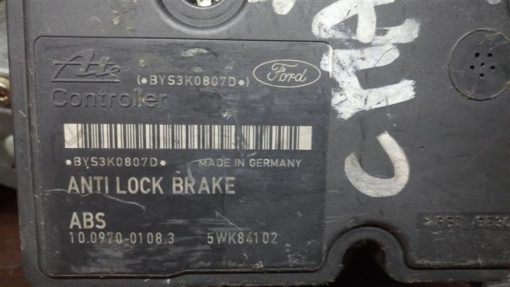 Ate
(*BYS3K0807D*)
Ford
Controller
*BYS3K0807D*
MADE IN GERMANY
ANTI LOCK BRAKE
ABS
10.0970-0108.3
5WK84102